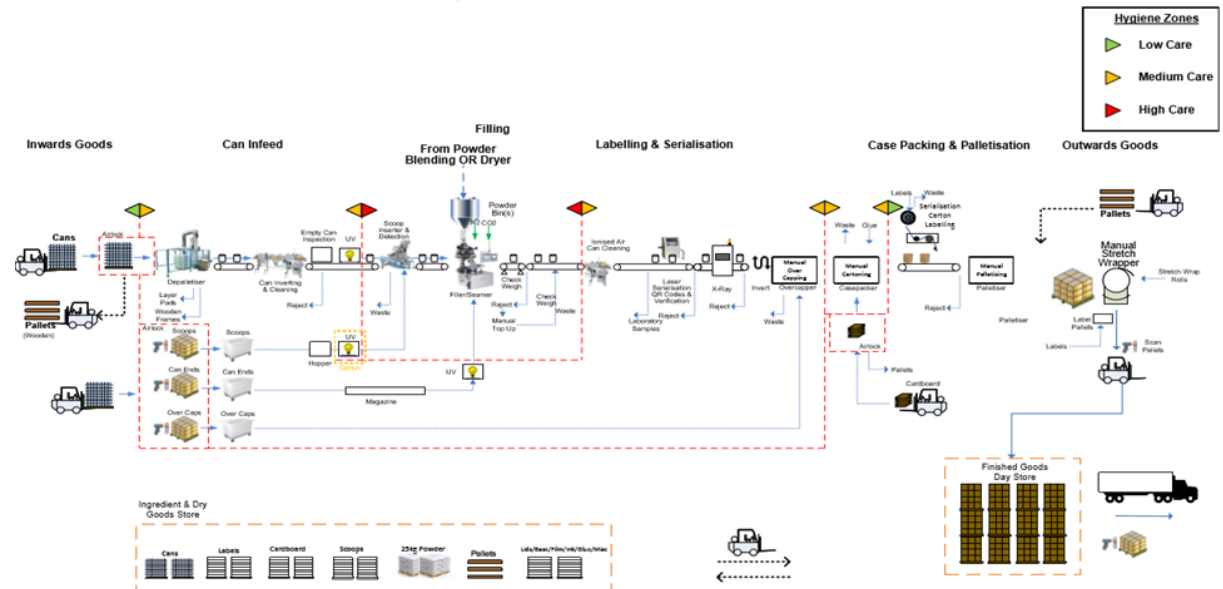 Hygiene Zones
Low Care
Medium Care
High Care
Inwards Goods
Can Infeed
Filling
From Powder
Blending OR Dryer
Labelling & Serialisation
Case Packing & Palletisation
Outwards Goods
Cans
Airlock
Depalletiser
Layer
Pads
Wooden
Frames
Pallets
(Wooden)
Can Inverting
& Cleaning
Empty Can
Inspection
UV
Reject
Scoop
Inserter &
Detection
Waste
Powder
Bin(s)
CO2
Filler/Seamer
Check
Weigh
Reject
Manual
Top Up
Check
Weigh
Waste
Ionised Air
Can Cleaning
Laboratory
Samples
Laser
Serialisation
QR Codes &
Verification
Reject
X-Ray
Reject
Invert
Manual
Over
Capping
Overcapper
Waste
Waste
Glue
Manual
Cartoning
Casepacker
Airlock
Pallets
Cardboard
Labels
Waste
Serialisation
Carton
Labelling
Reject
Manual
Palletising
Palletiser
Palletiser
Pallets
Manual
Stretch
Wrapper
Stretch Wrap
Rolls
Label
Pallets
Labels
Scan
Pallets
Airlock
Scoops
Scoops
Hopper
UV
Option
Can Ends
Can Ends
Magazine
UV
Over Caps
Over Caps
Finished Goods
Day Store
Ingredient & Dry
Goods Store
Cans
Labels
Cardboard
Scoops
25kg Powder
Pallets